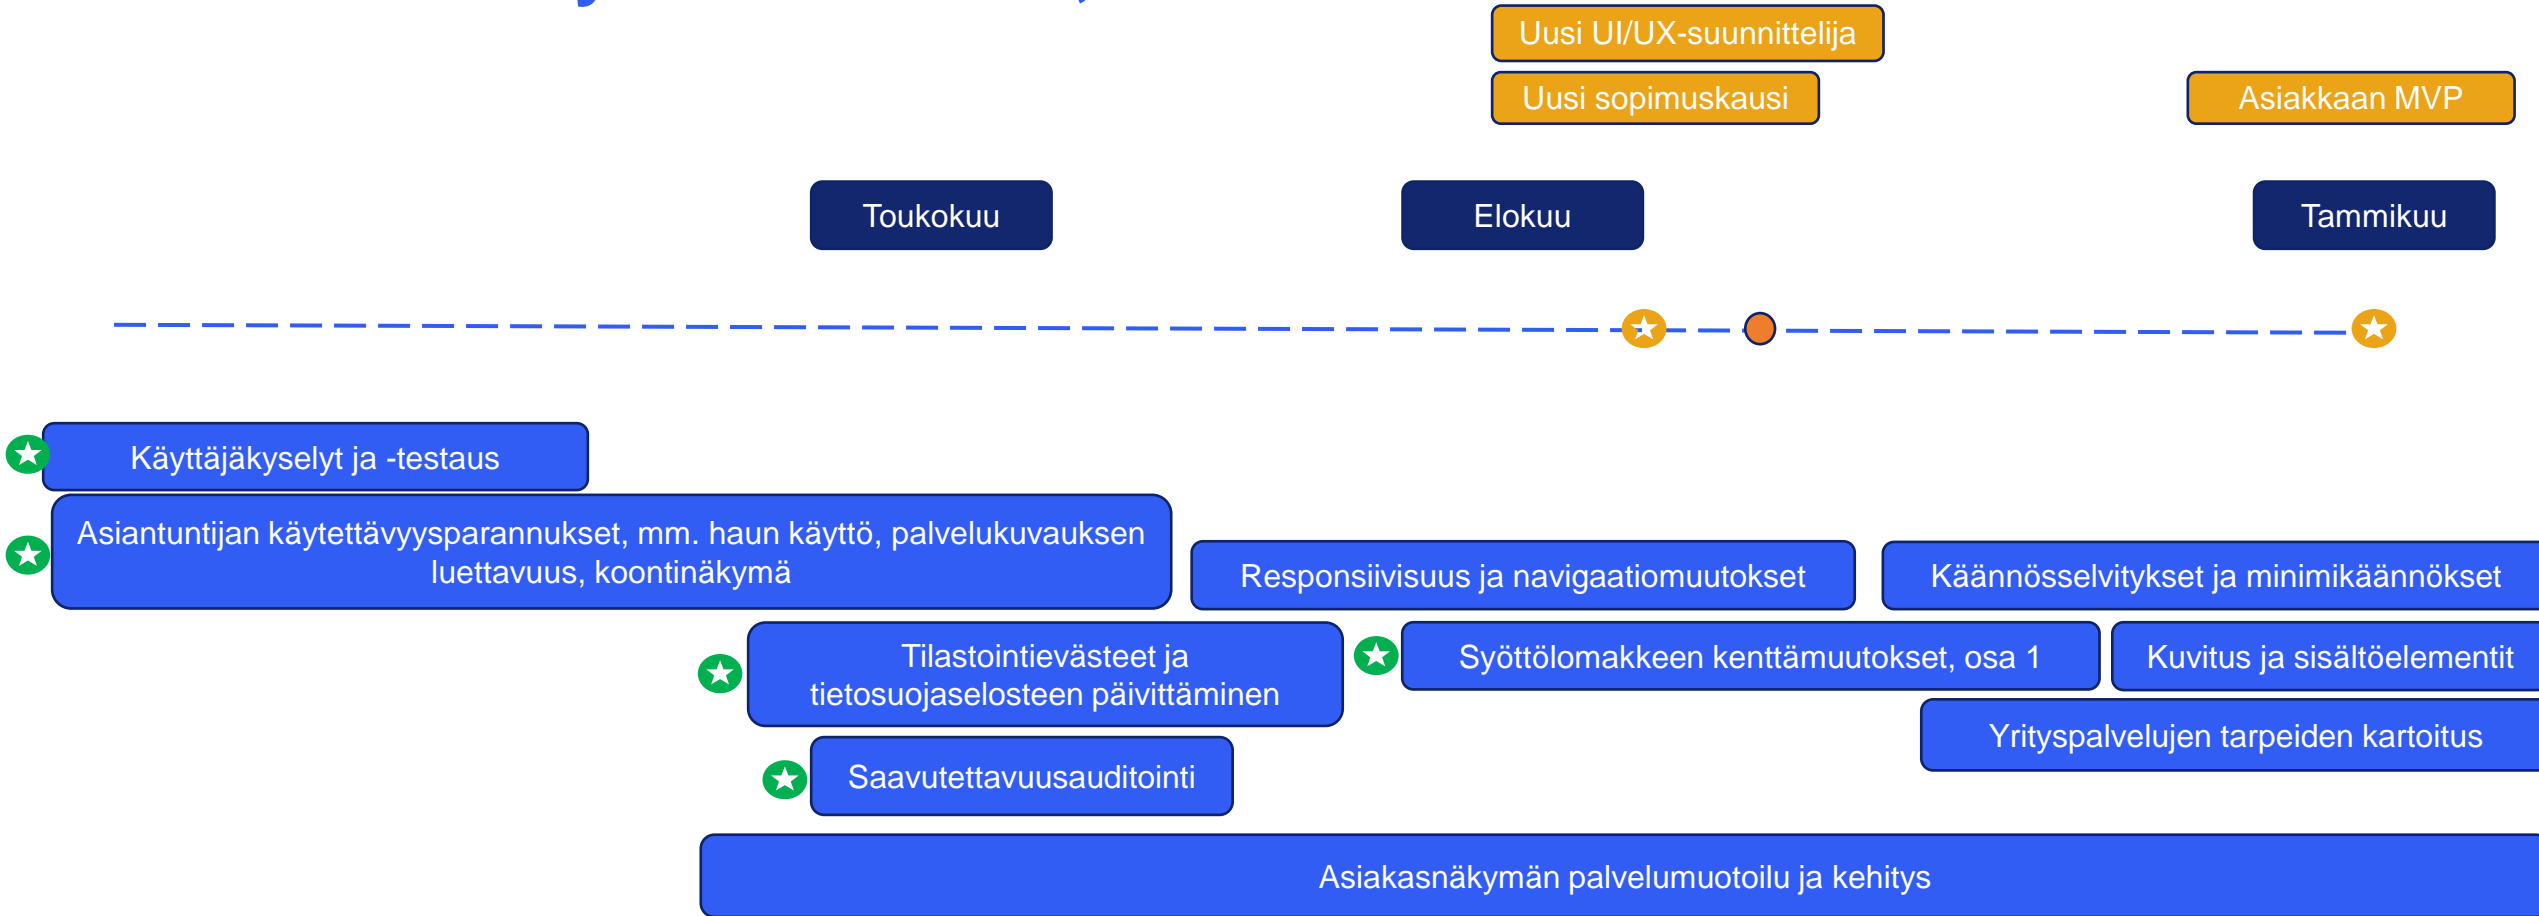 Uusi UI/UX-suunnittelija
Uusi sopimuskausi
Asiakkaan MVP
Toukokuu
Elokuu
Tammikuu
Käyttäjäkyselyt ja -testaus
Asiantuntijan käytettävyysparannukset, mm. haun käyttö, palvelukuvauksen
luettavuus, koontinäkymä
Responsiivisuus ja navigaatiomuutokset
Käännösselvitykset ja minimikäännökset
Tilastointievästeet ja
tietosuojaselosteen päivittäminen
Syöttölomakkeen kenttämuutokset, osa 1
Kuvitus ja sisältöelementit
Yrityspalvelujen tarpeiden kartoitus
Saavutettavuusauditointi
Asiakasnäkymän palvelumuotoilu ja kehitys